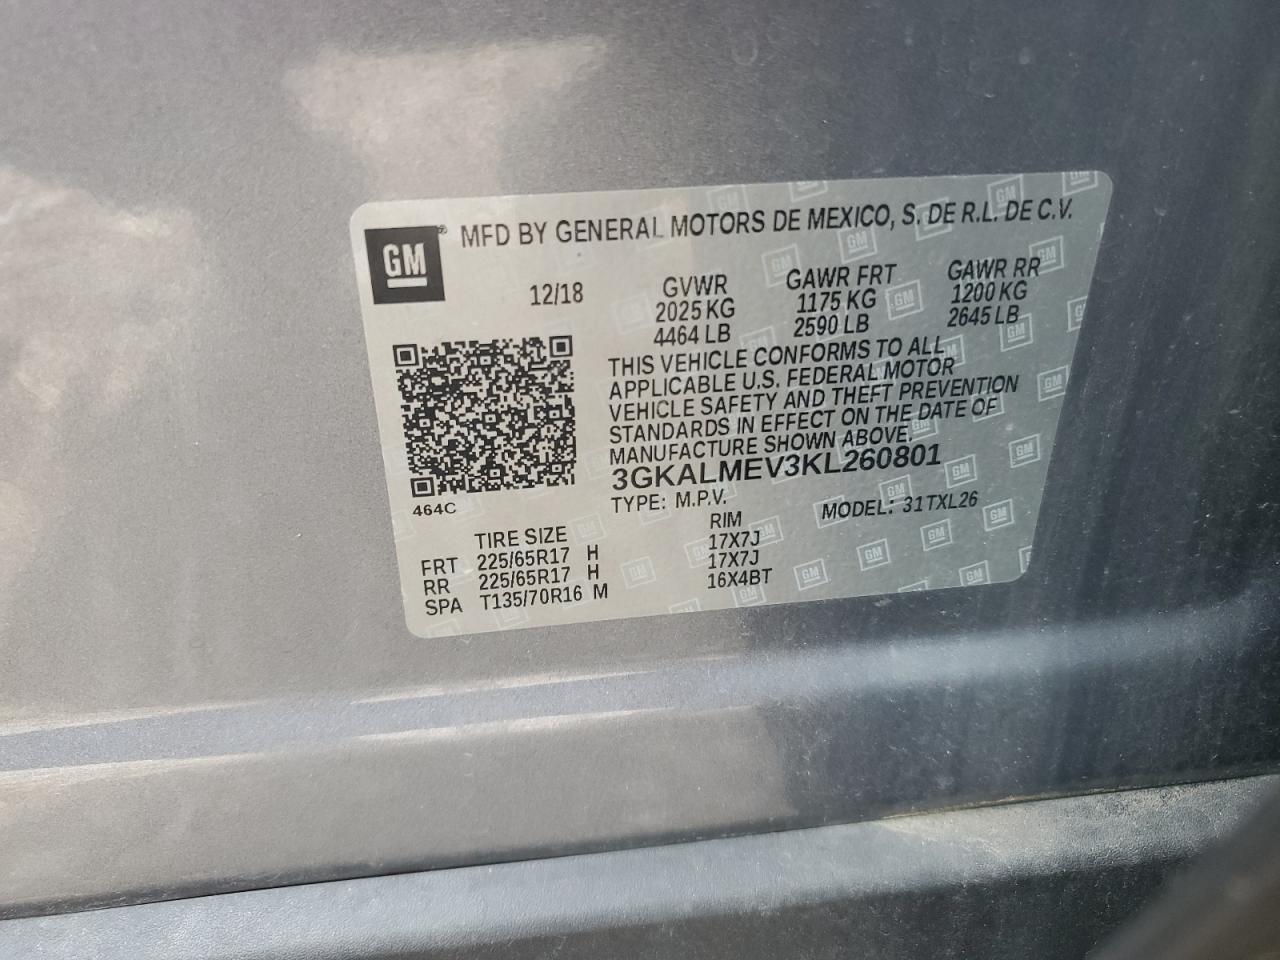 GM® MFD BY GENERAL MOTORS DE MEXICO, S. DE R.L. DE C.V.
12/18 GVWR GAWR FRT GAWR RR
2025 KG 1175 KG 1200 KG
4464 LB 2590 LB 2645 LB
THIS VEHICLE CONFORMS TO ALL
APPLICABLE U.S. FEDERAL MOTOR
VEHICLE SAFETY AND THEFT PREVENTION
STANDARDS IN EFFECT ON THE DATE OF
MANUFACTURE SHOWN ABOVE.
3GKALMEV3KL260801
464C
TYPE: M.P.V. MODEL: 31TXL26
TIRE SIZE RIM
FRT 225/65R17 H 17X7J
RR 225/65R17 H 17X7J
SPA T135/70R16 M 16X4BT